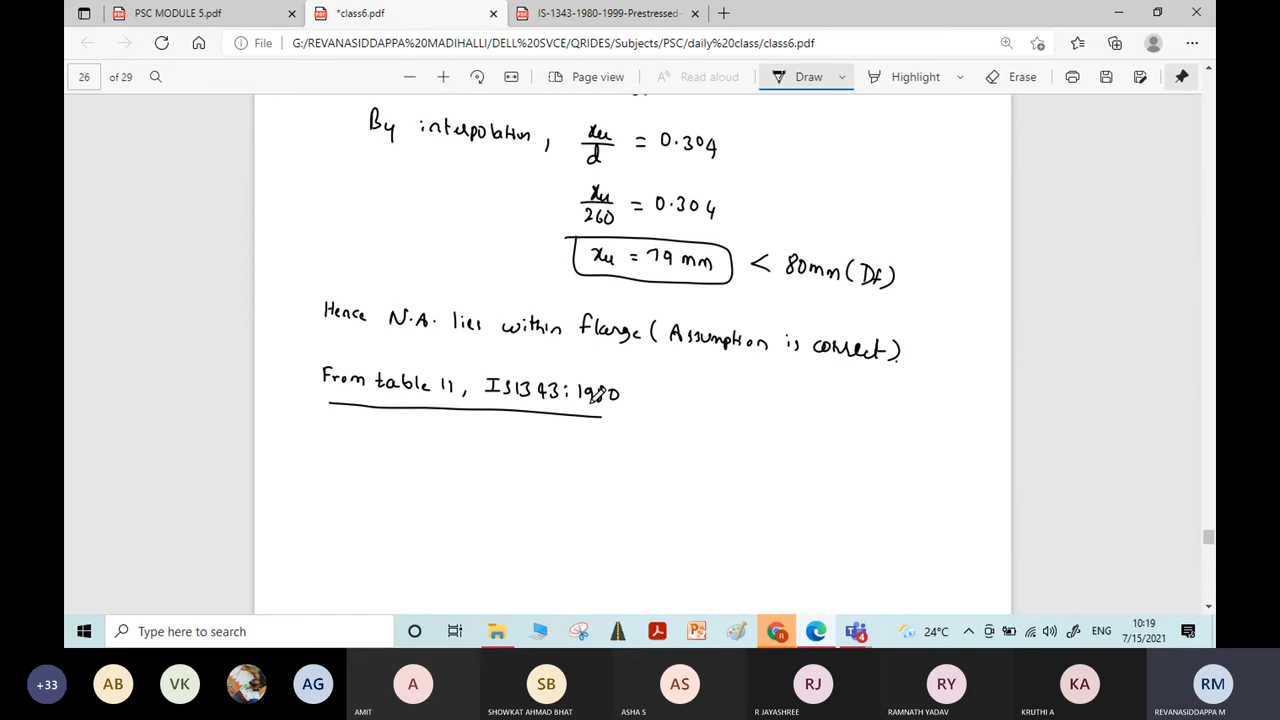 PSC MODULE 5.pdf
*class6.pdf
IS-1343-1980-1999-Prestressed-
File
G:/REVANASIDDAPPA%20MADIHALLI/DELL%20SVCE/QRIDES/Subjects/PSC/daily%20class/class6.pdf
26 of 29
Page view
Read aloud
Draw
Highlight
Erase
By interpolation, xu/d = 0.304
xu/260 = 0.304
xu = 79 mm < 80mm (Df)
Hence N.A. lies within flange (Assumption is correct).
From table 11, IS1343:1980
Type here to search
24°C
ENG
10:19
7/15/2021
4
+33
AB
VK
AG
A
AMIT
SB
SHOWKAT AHMAD BHAT
AS
ASHA S
RJ
R JAYASHREE
RY
RAMNATH YADAV
KA
KRUTHI A
RM
REVANASIDDAPPA M